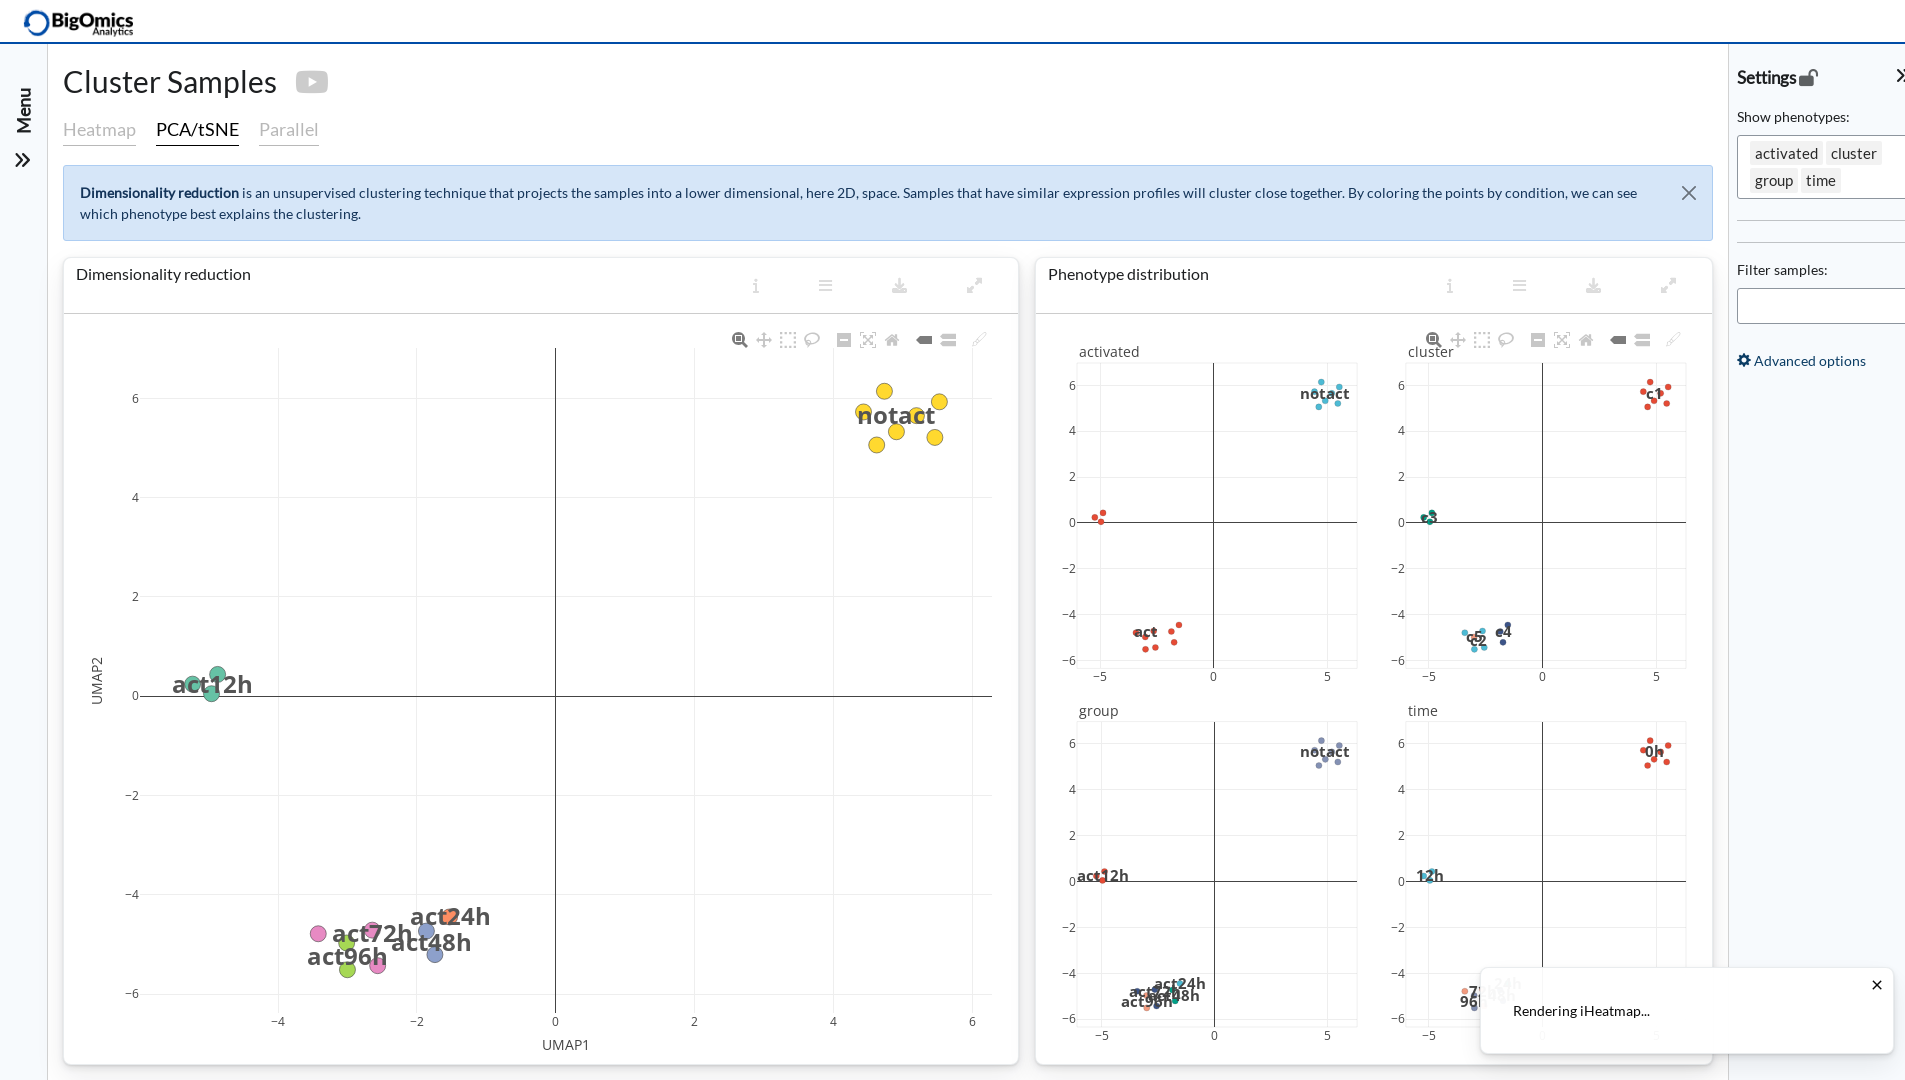 BigOmics
Analytics
Menu
Cluster Samples
Heatmap PCA/tSNE Parallel
Dimensionality reduction is an unsupervised clustering technique that projects the samples into a lower dimensional, here 2D, space. Samples that have similar expression profiles will cluster close together. By coloring the points by condition, we can see
which phenotype best explains the clustering.
Dimensionality reduction
6
4
2
0
−2
−4
−6
−4 −2 0 2 4 6
UMAP1
UMAP2
notact
act12h
act24h
act72h
act48h
act96h
Phenotype distribution
activated
6
4
2
0
−2
−4
−6
−5 0 5
notact
act
cluster
6
4
2
0
−2
−4
−6
−5 0 5
c1
c3
c5
c2
c4
group
6
4
2
0
−2
−4
−6
−5 0 5
notact
act12h
act24h
act72h
act48h
act96h
time
6
4
2
0
−2
−4
−6
−5
0h
12h
Rendering iHeatmap...
Settings
Show phenotypes:
activated cluster
group time
Filter samples:
Advanced options